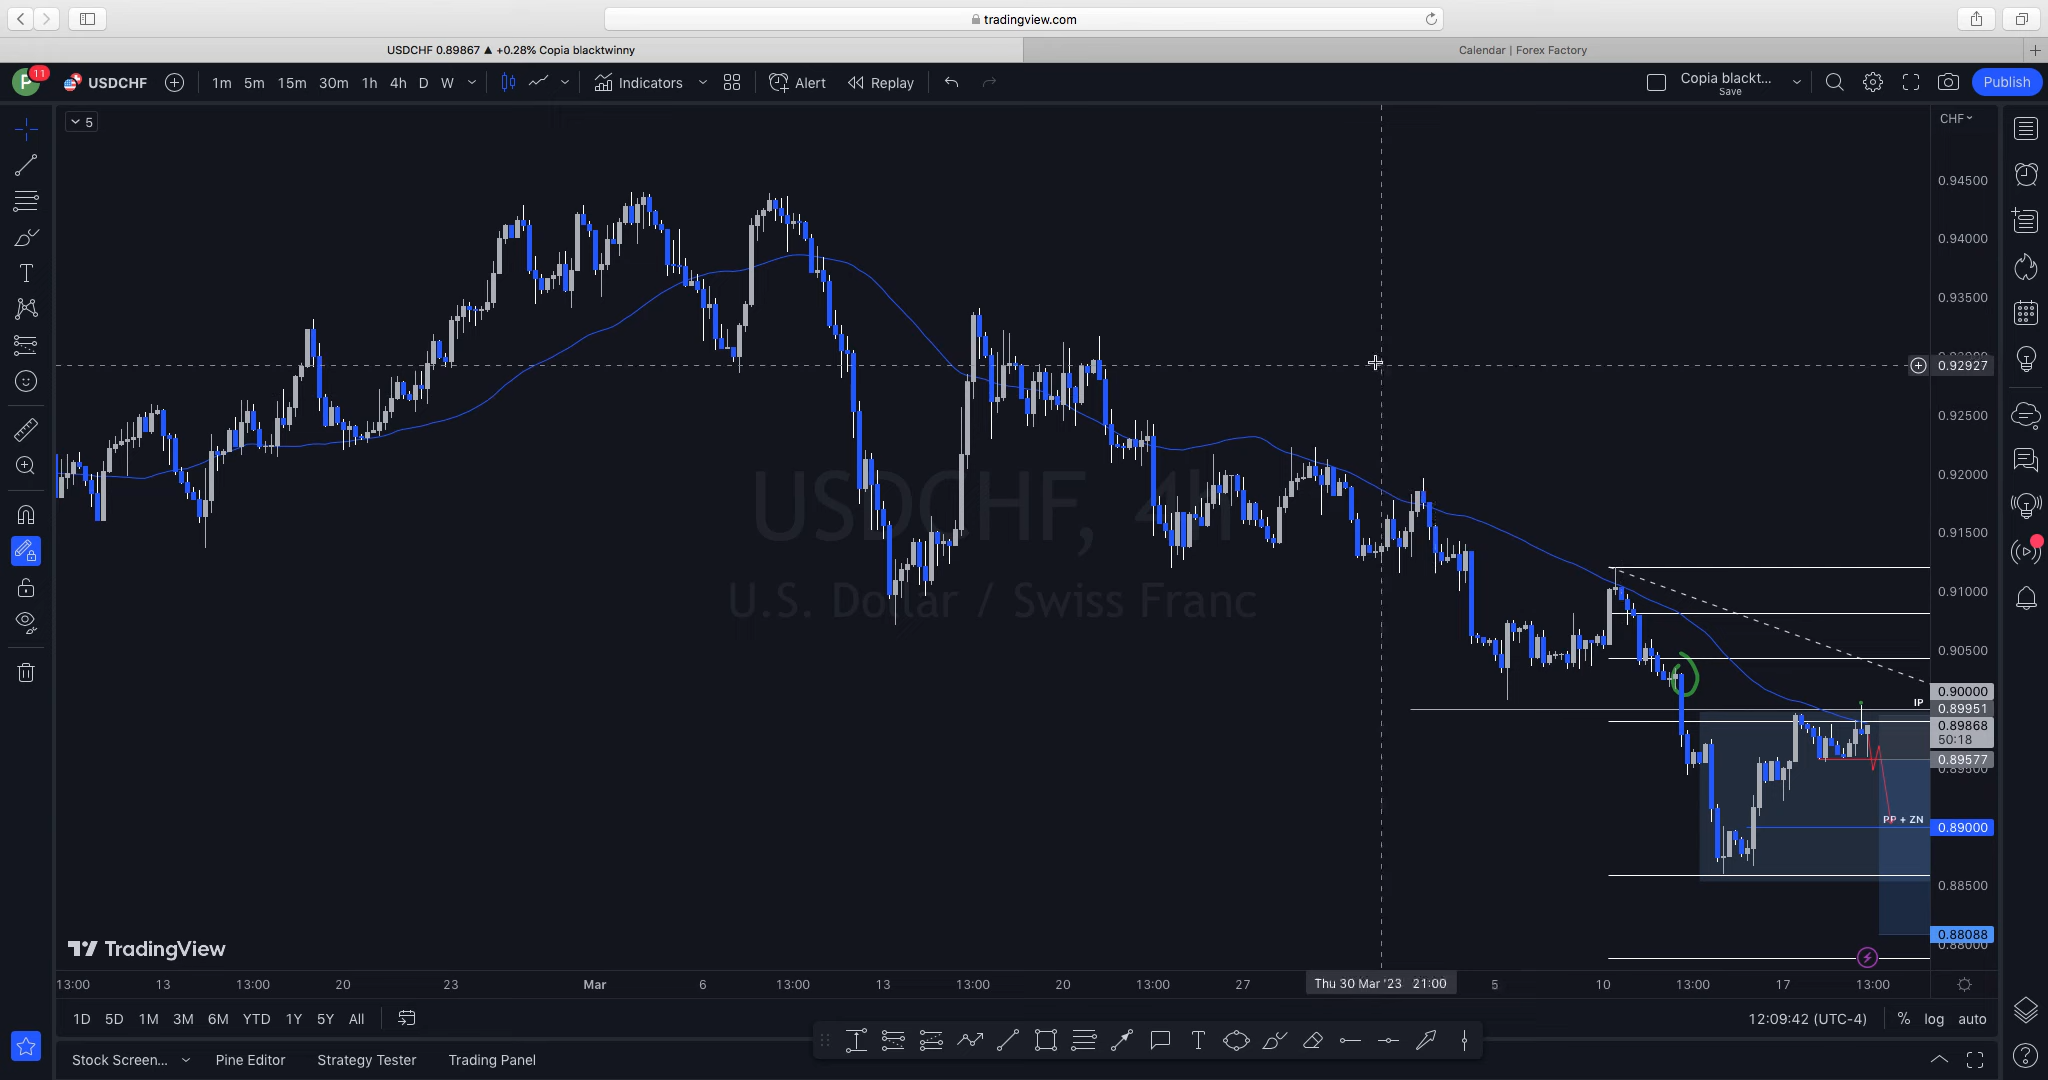 tradingview.com
USDCHF 0.89867 ▲ +0.28% Copia blacktwinny
Calendar | Forex Factory
P 11 USDCHF 1m 5m 15m 30m 1h 4h D W Indicators Alert Replay Copia blackt... Save Publish
5
CHF
0.94500
0.94000
0.93500
0.92927
0.92500
0.92000
0.91500
0.91000
0.90500
0.90000
IP 0.89951
0.89868
50:18
0.89577
PP + ZN 0.89000
0.88500
0.88088
0.88000
USDCHF, 4h
U.S. Dollar / Swiss Franc
TradingView
13:00 13 13:00 20 23 Mar 6 13:00 13 13:00 20 13:00 27 Thu 30 Mar '23 21:00 5 10 13:00 17 13:00
1D 5D 1M 3M 6M YTD 1Y 5Y All 12:09:42 (UTC-4) % log auto
Stock Screen... Pine Editor Strategy Tester Trading Panel